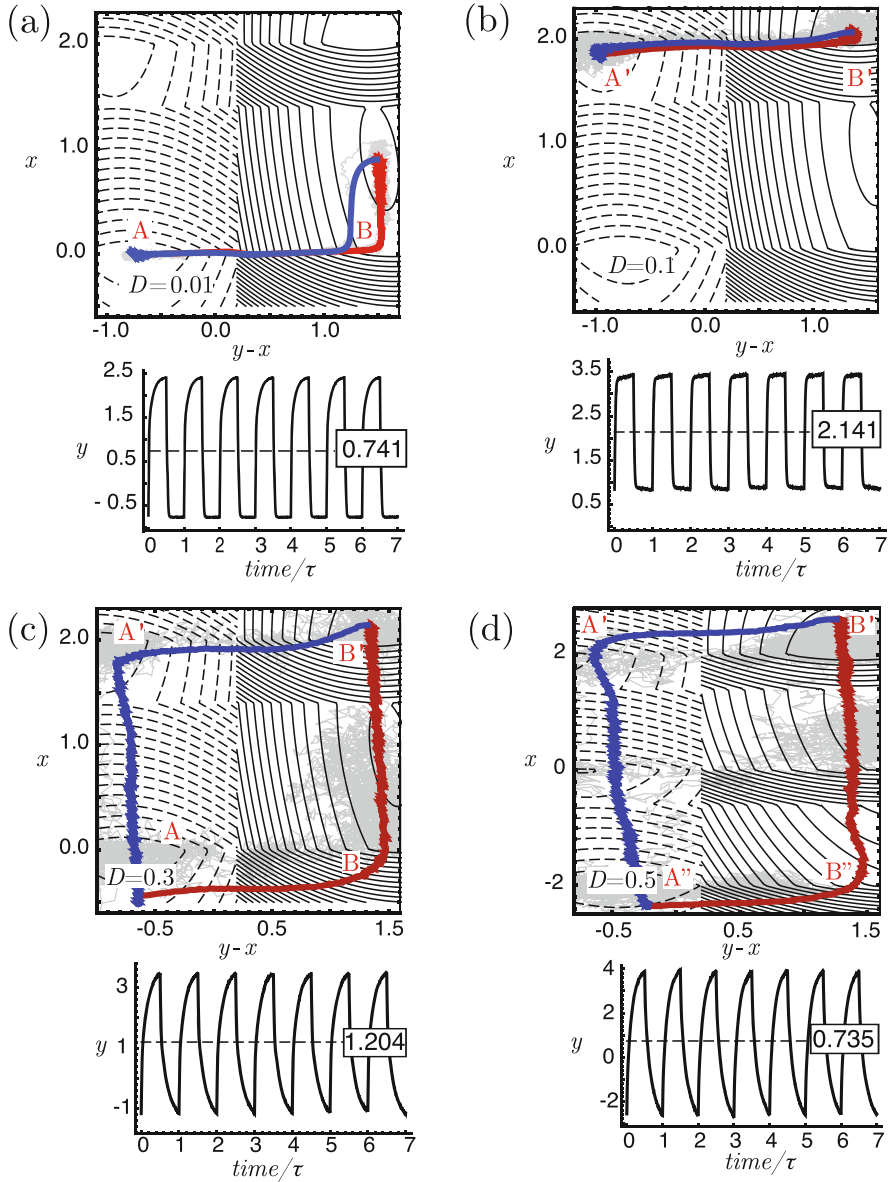 (a)
2.0
x
1.0
0.0
A
B
D=0.01
-1.0 0.0 1.0
y-x
2.5
y
0.5
-0.5
0.741
0 1 2 3 4 5 6 7
time/τ
(b)
2.0
x
1.0
0.0
A'
B'
D=0.1
-1.0 0.0 1.0
y-x
3.5
2.5
y
1.5
0.5
2.141
0 1 2 3 4 5 6 7
time/τ
(c)
2.0
x
1.0
0.0
A'
B'
A
B
D=0.3
-0.5 0.5 1.5
y-x
3
y
1
-1
1.204
0 1 2 3 4 5 6 7
time/τ
(d)
2
x
0
-2
A'
B'
D=0.5
A"
B"
-0.5 0.5 1.5
y-x
4
2
y
0
-2
0.735
0 1 2 3 4 5 6 7
time/τ